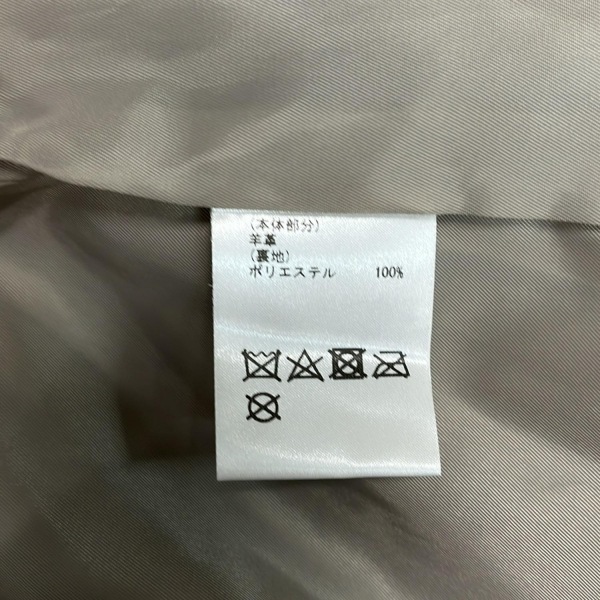 (本体部分)
羊革
(裏地)
ポリエステル 100%